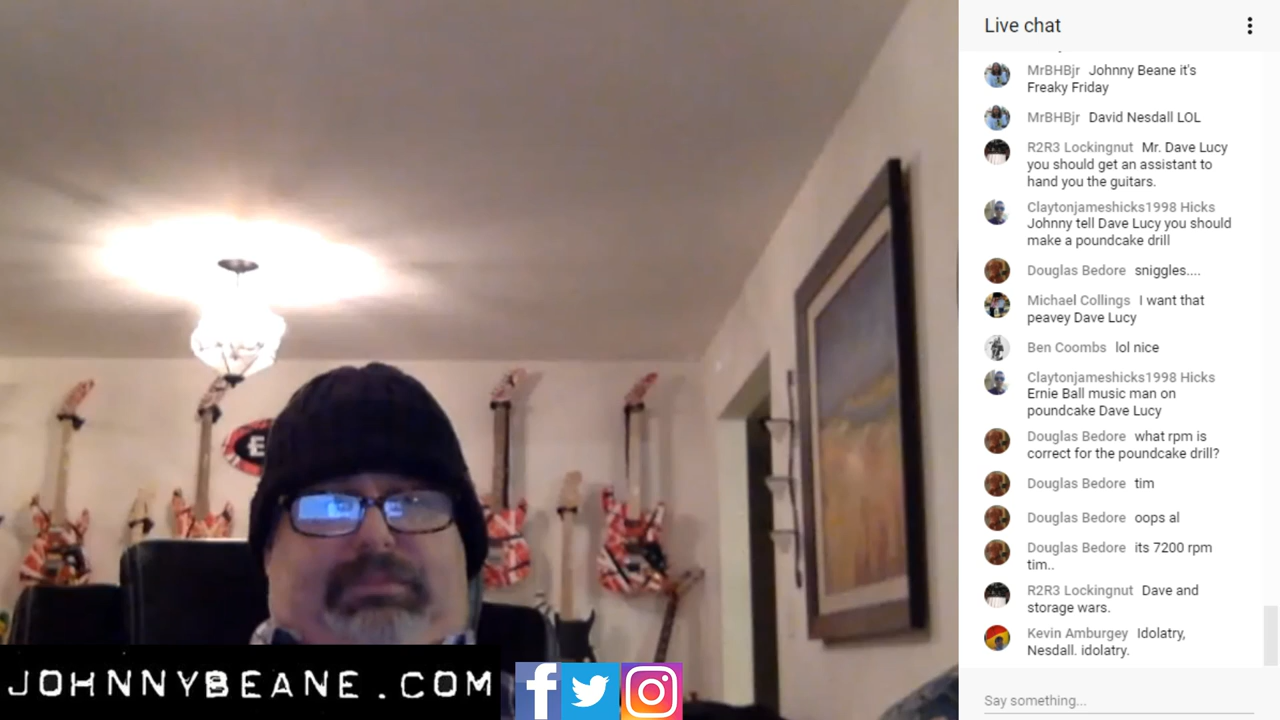 Live chat
MrBHBjr Johnny Beane it's
Freaky Friday
MrBHBjr David Nesdall LOL
R2R3 Lockingnut Mr. Dave Lucy
you should get an assistant to
hand you the guitars.
Claytonjameshicks1998 Hicks
Johnny tell Dave Lucy you should
make a poundcake drill
Douglas Bedore sniggles....
Michael Collings I want that
peavey Dave Lucy
Ben Coombs lol nice
Claytonjameshicks1998 Hicks
Ernie Ball music man on
poundcake Dave Lucy
Douglas Bedore what rpm is
correct for the poundcake drill?
Douglas Bedore tim
Douglas Bedore oops al
Douglas Bedore its 7200 rpm
tim..
R2R3 Lockingnut Dave and
storage wars.
Kevin Amburgey Idolatry,
Nesdall. idolatry.
Say something...
E
JOHNNYBEANE.COM
f